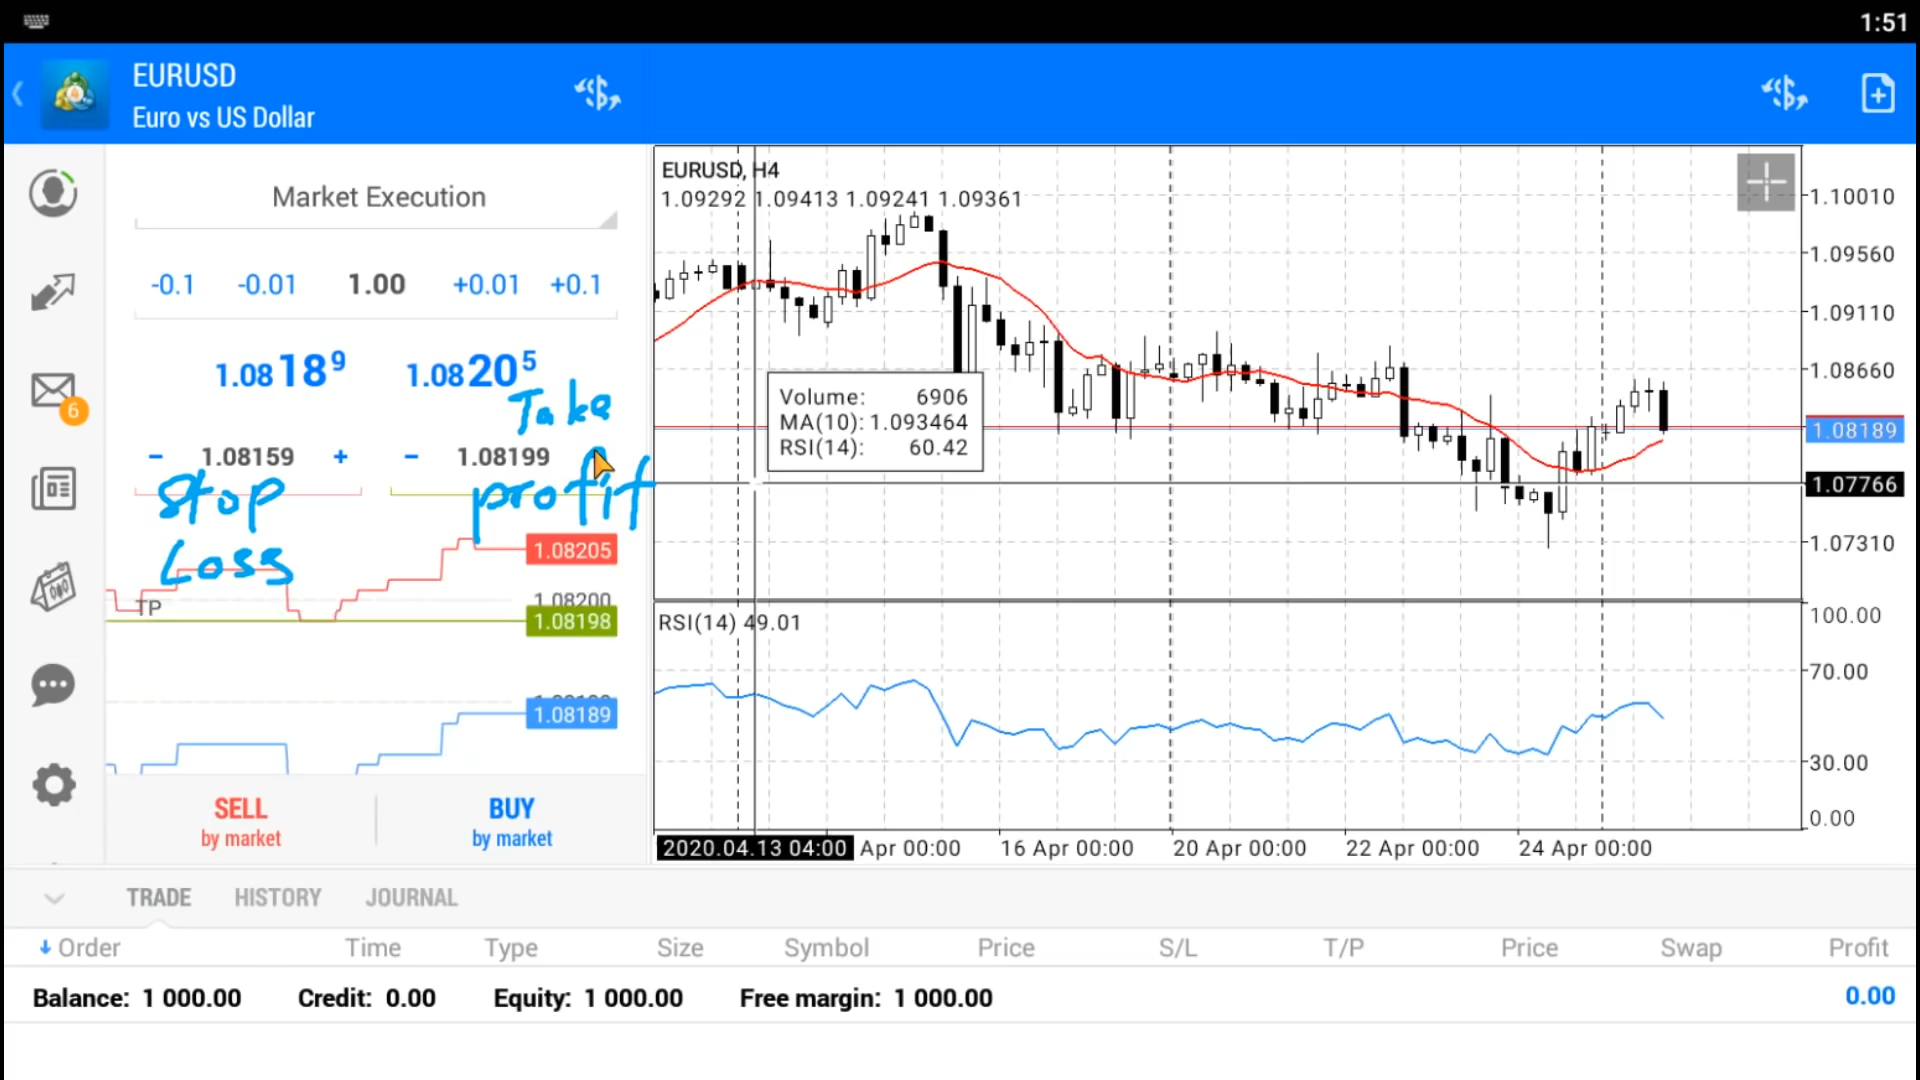 1:51
EURUSD
Euro vs US Dollar
Market Execution
-0.1 -0.01 1.00 +0.01 +0.1
1.08189 1.08205
Take
- 1.08159 + - 1.08199
Stop profit
Loss
1.08205
TP
1.08200
1.08198
1.08189
SELL BUY
by market by market
EURUSD, H4
1.09292 1.09413 1.09241 1.09361
1.10010
1.09560
1.09110
1.08660
1.08189
1.07766
1.07310
Volume: 6906
MA(10): 1.093464
RSI(14): 60.42
RSI(14) 49.01
100.00
70.00
30.00
0.00
2020.04.13 04:00 Apr 00:00 16 Apr 00:00 20 Apr 00:00 22 Apr 00:00 24 Apr 00:00
6
TRADE HISTORY JOURNAL
Order Time Type Size Symbol Price S/L T/P Price Swap Profit
Balance: 1 000.00 Credit: 0.00 Equity: 1 000.00 Free margin: 1 000.00 0.00